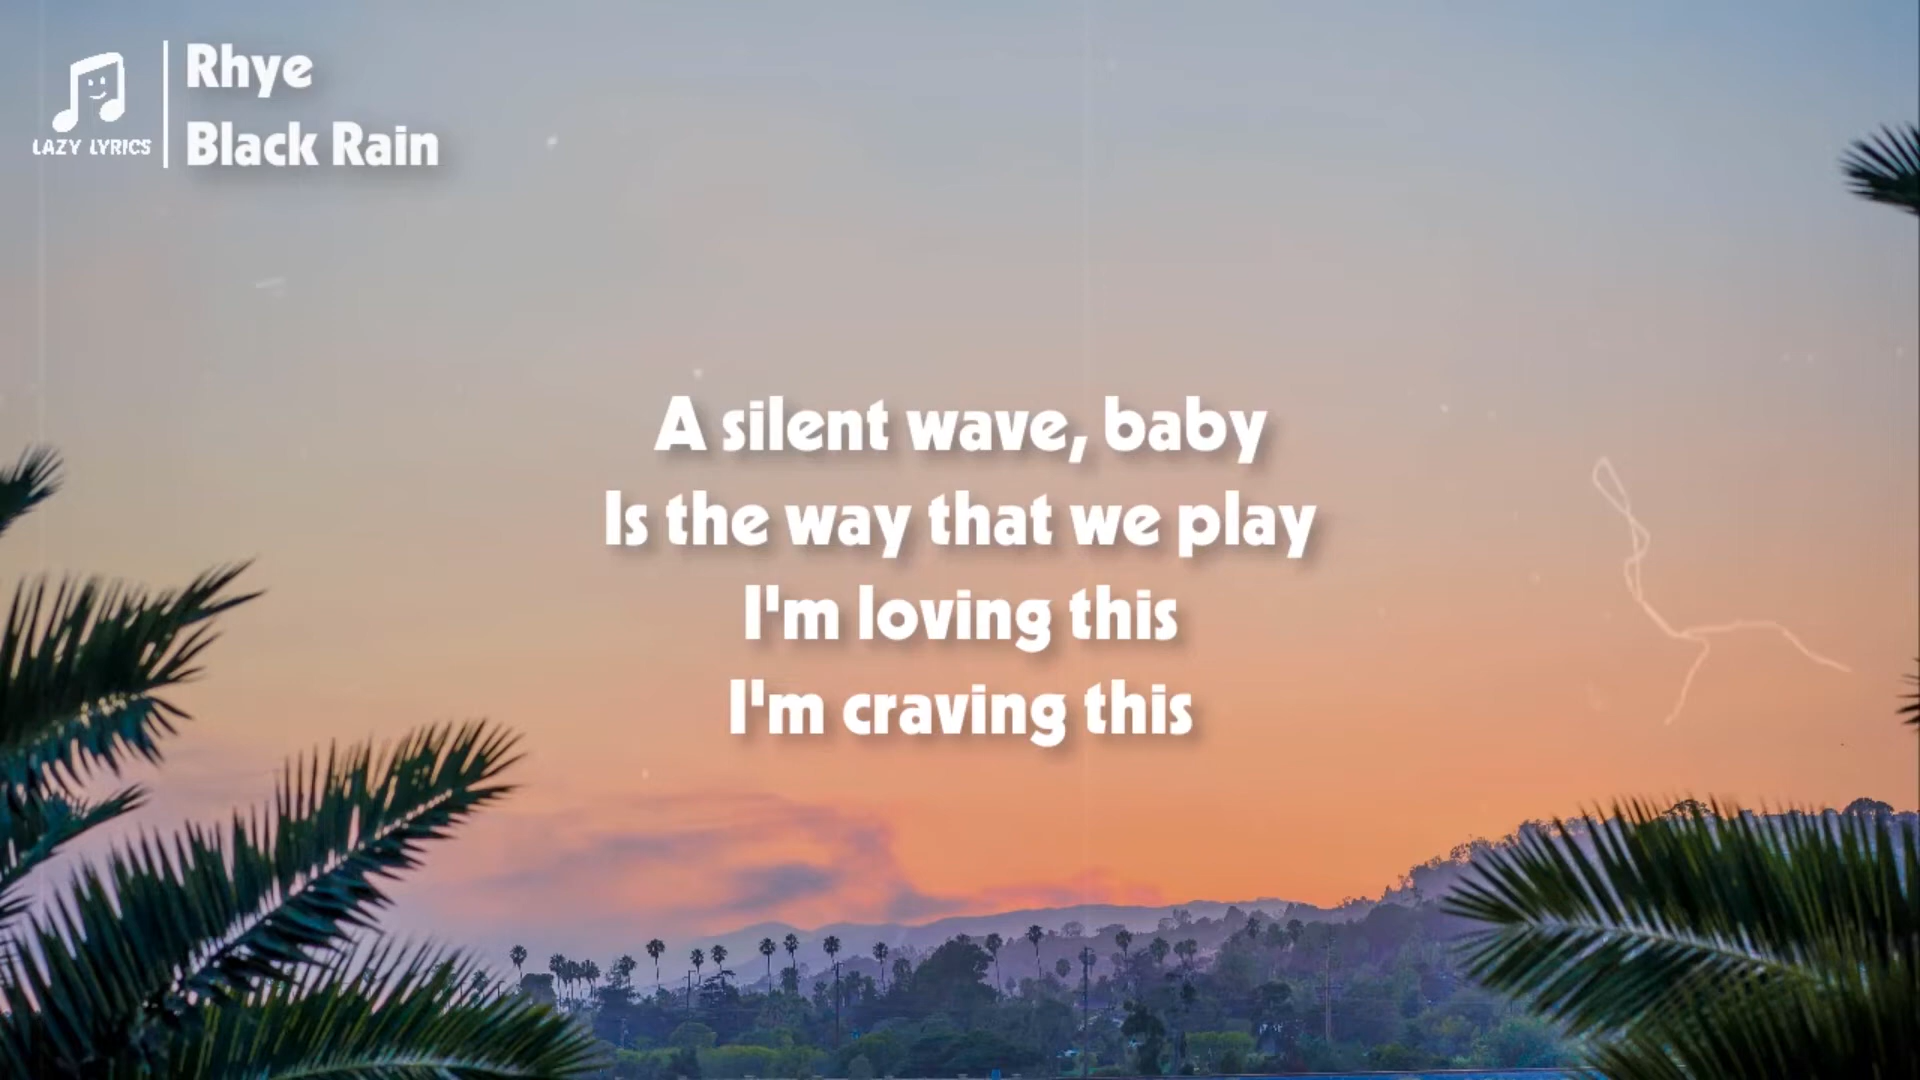 LAZY LYRICS
Rhye
Black Rain
A silent wave, baby
Is the way that we play
I'm loving this
I'm craving this